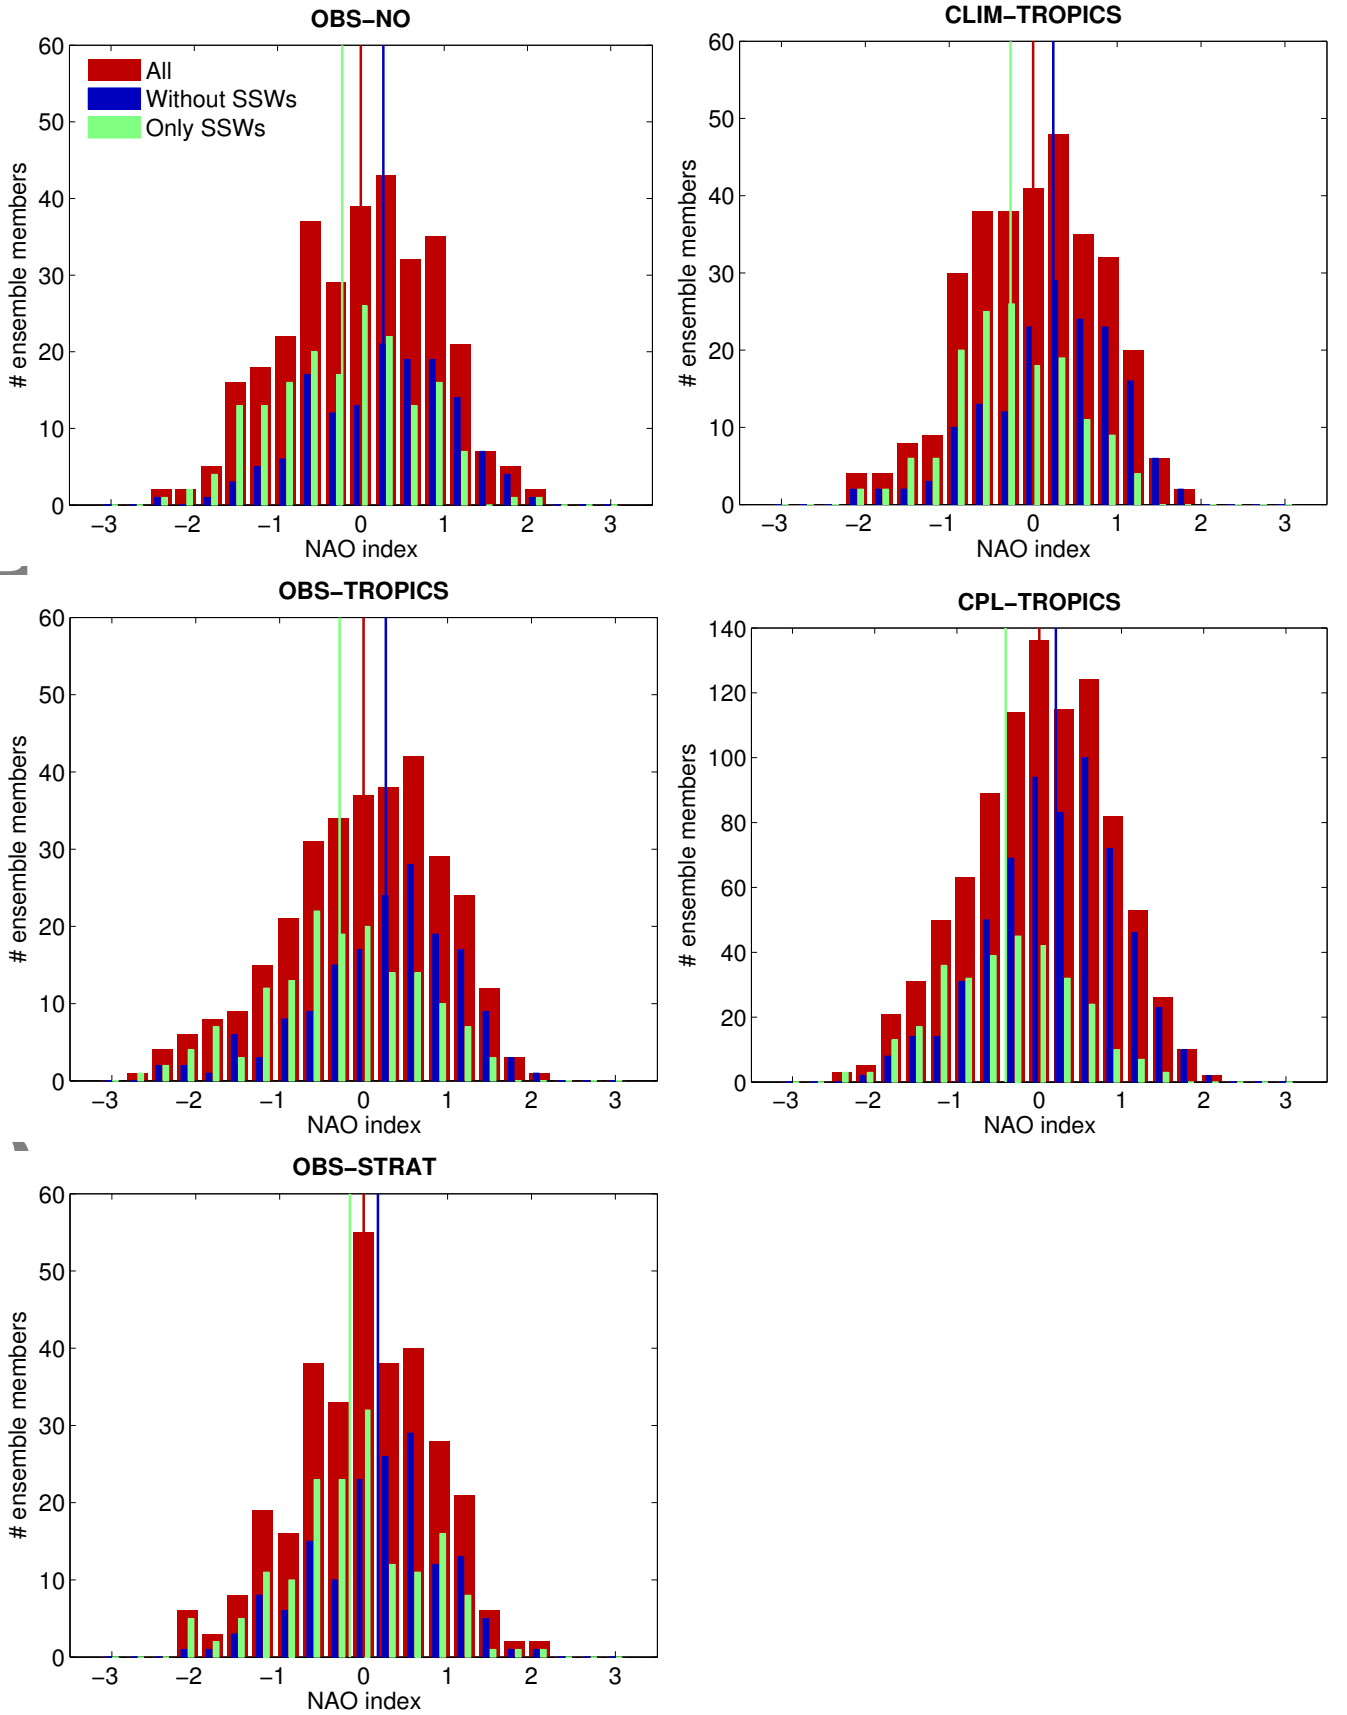 OBS−NO
60
50
40
30
20
10
0
# ensemble members
All
Without SSWs
Only SSWs
−3 −2 −1 0 1 2 3
NAO index
CLIM−TROPICS
60
50
40
30
20
10
0
# ensemble members
−3 −2 −1 0 1 2 3
NAO index
OBS−TROPICS
60
50
40
30
20
10
0
# ensemble members
−3 −2 −1 0 1 2 3
NAO index
CPL−TROPICS
140
120
100
80
60
40
20
0
# ensemble members
−3 −2 −1 0 1 2 3
NAO index
OBS−STRAT
60
50
40
30
20
10
0
# ensemble members
−3 −2 −1 0 1 2 3
NAO index